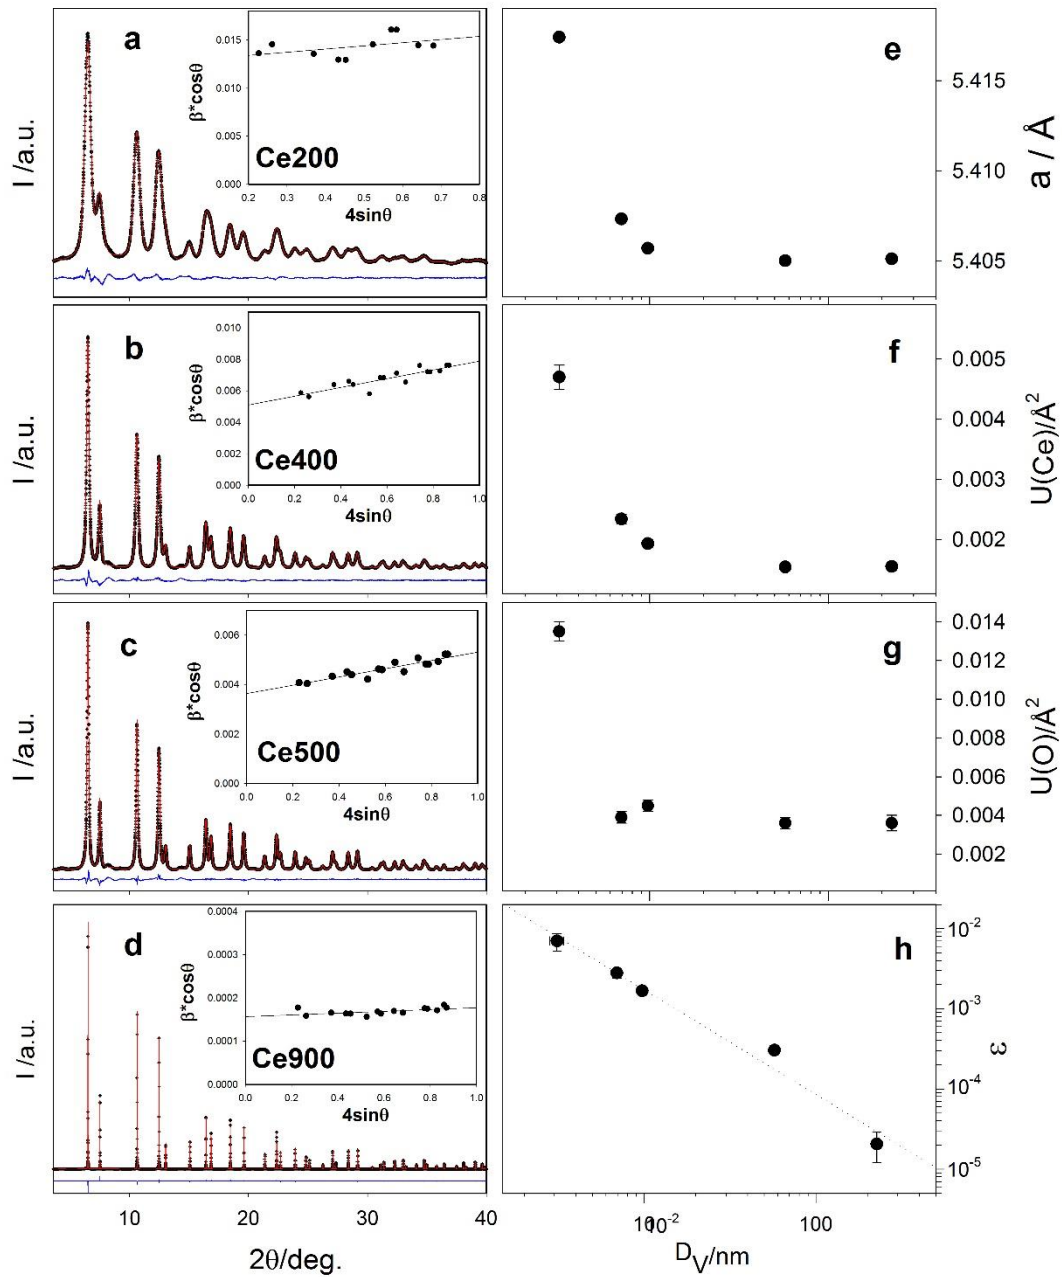 a
I /a.u.
0.015
0.010
0.005
0.000
β*cosθ
Ce200
0.2 0.3 0.4 0.5 0.6 0.7 0.8
4sinθ
b
I /a.u.
0.010
0.008
0.006
0.004
0.002
0.000
β*cosθ
Ce400
0.0 0.2 0.4 0.6 0.8 1.0
4sinθ
c
I /a.u.
0.006
0.004
0.002
0.000
β*cosθ
Ce500
0.0 0.2 0.4 0.6 0.8 1.0
4sinθ
d
I /a.u.
0.0004
0.0003
0.0002
0.0001
0.0000
β*cosθ
Ce900
0.0 0.2 0.4 0.6 0.8 1.0
4sinθ
10 20 30 40
2θ/deg.
e
5.415
5.410
5.405
a / Å
f
0.005
0.004
0.003
0.002
U(Ce)/Å²
g
0.014
0.012
0.010
0.008
0.006
0.004
0.002
U(O)/Å²
h
10⁻²
10⁻³
10⁻⁴
10⁻⁵
ε
10 100
10⁻²
D_V/nm